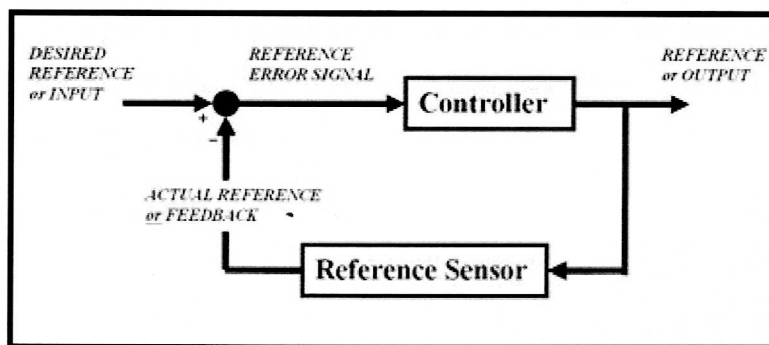 DESIRED
REFERENCE
or INPUT
REFERENCE
ERROR SIGNAL
REFERENCE
or OUTPUT
Controller
+
−
ACTUAL REFERENCE
or FEEDBACK
Reference Sensor